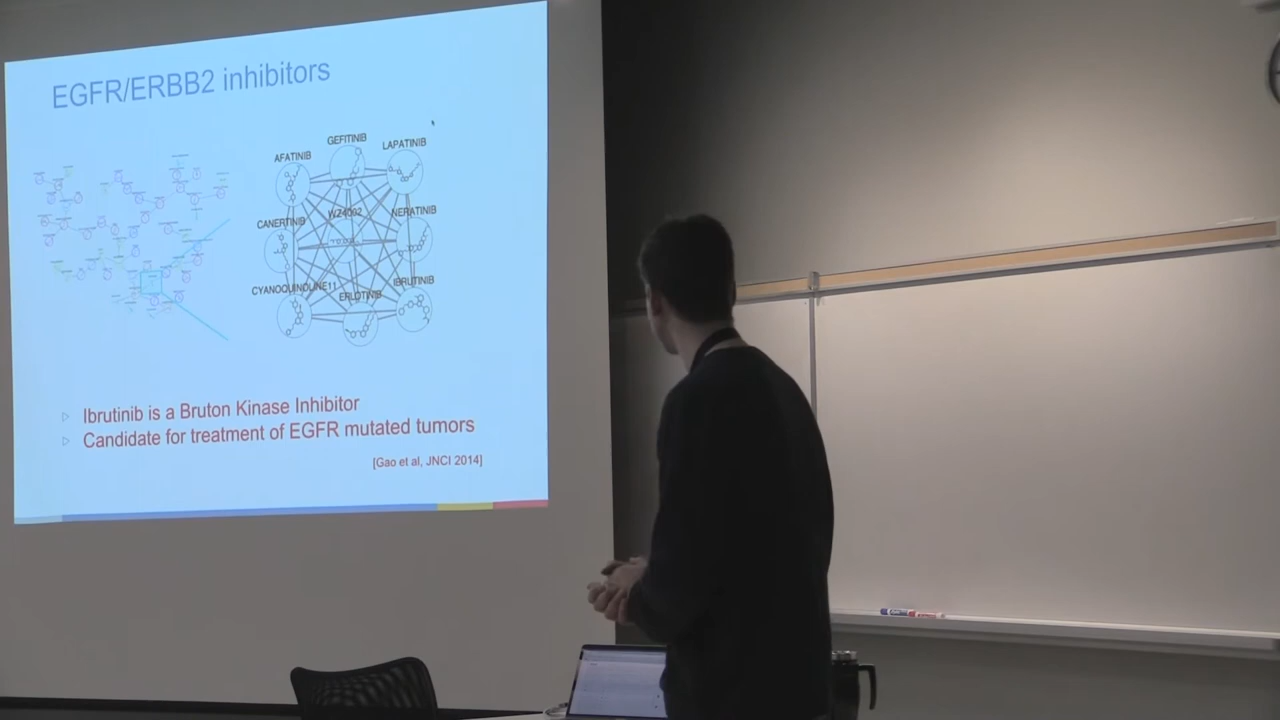 EGFR/ERBB2 inhibitors
GEFITINIB
LAPATINIB
AFATINIB
WZ4002
NERATINIB
CANERTINIB
IBRUTINIB
CYANOQUINOLINE11
ERLOTINIB
Ibrutinib is a Bruton Kinase Inhibitor
Candidate for treatment of EGFR mutated tumors
[Gao et al, JNCI 2014]